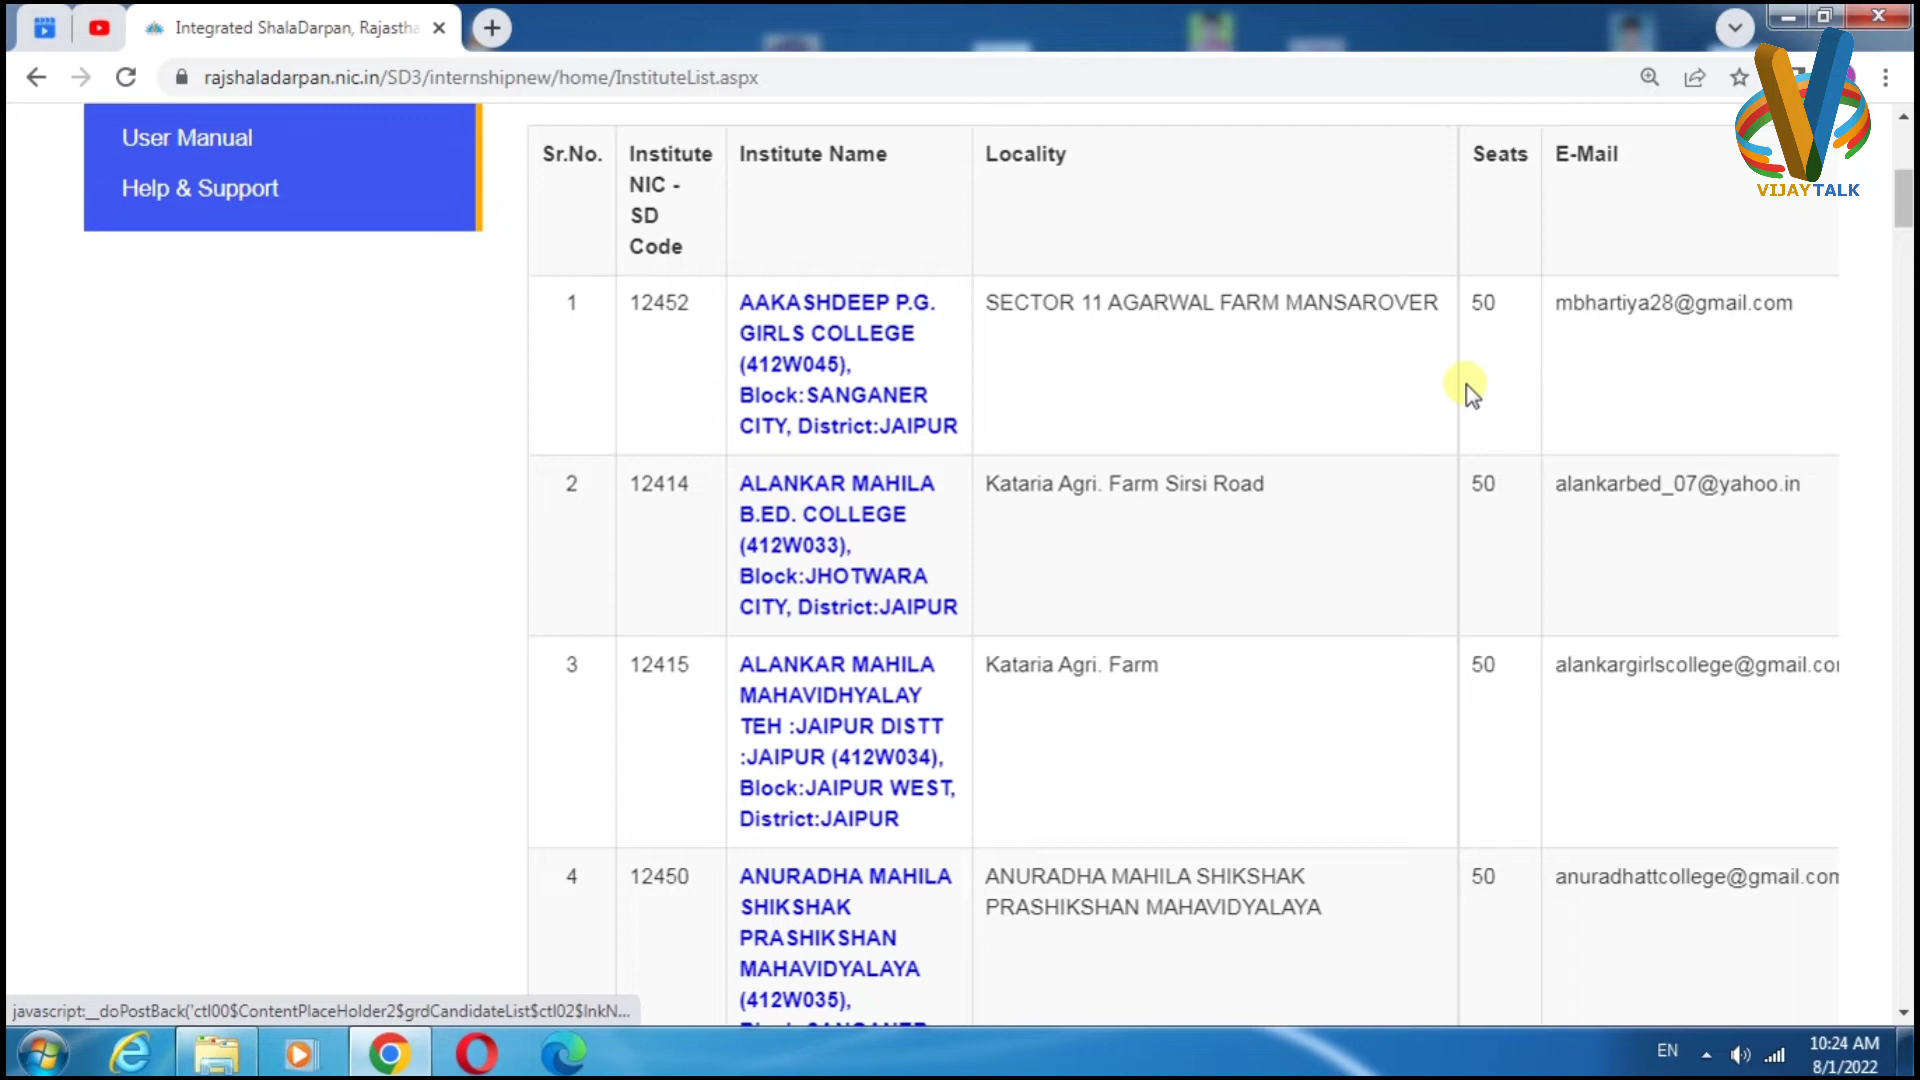 Integrated ShalaDarpan, Rajastha
rajshaladarpan.nic.in/SD3/internshipnew/home/InstituteList.aspx
VIJAYTALK
User Manual
Help & Support
Sr.No. Institute NIC - SD Code Institute Name Locality Seats E-Mail
1 12452 AAKASHDEEP P.G. SECTOR 11 AGARWAL FARM MANSAROVER 50 mbhartiya28@gmail.com
GIRLS COLLEGE
(412W045),
Block:SANGANER
CITY, District:JAIPUR
2 12414 ALANKAR MAHILA Kataria Agri. Farm Sirsi Road 50 alankarbed_07@yahoo.in
B.ED. COLLEGE
(412W033),
Block:JHOTWARA
CITY, District:JAIPUR
3 12415 ALANKAR MAHILA Kataria Agri. Farm 50 alankargirlscollege@gmail.co
MAHAVIDHYALAY
TEH :JAIPUR DISTT
:JAIPUR (412W034),
Block:JAIPUR WEST,
District:JAIPUR
4 12450 ANURADHA MAHILA ANURADHA MAHILA SHIKSHAK 50 anuradhattcollege@gmail.com
SHIKSHAK PRASHIKSHAN MAHAVIDYALAYA
PRASHIKSHAN
MAHAVIDYALAYA
(412W035),
javascript:__doPostBack('ctl00$ContentPlaceHolder2$grdCandidateList$ctl02$lnkN...
EN
10:24 AM
8/1/2022